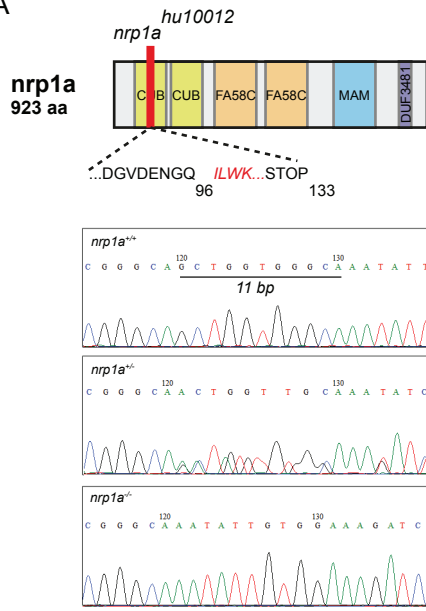 A
nrp1a hu10012
nrp1a
923 aa
CUB CUB FA58C FA58C MAM DUF3481
...DGVDENGQ ILWK...STOP
96 133
nrp1a+/+
120 130
C G G G C A G C T G G T G G G C A A A T A T T
11 bp
nrp1a+/-
120 130
C G G G C A A C T G G T T G C A A A T A T C
nrp1a-/-
120 130
C G G G C A A A T A T T G T G G A A A G A T C